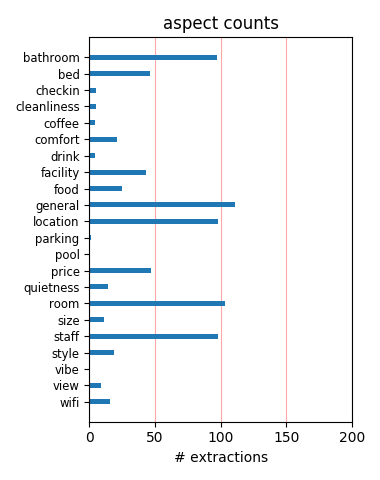 aspect counts
bathroom
bed
checkin
cleanliness
coffee
comfort
drink
facility
food
general
location
parking
pool
price
quietness
room
size
staff
style
vibe
view
wifi
0 50 100 150 200
# extractions